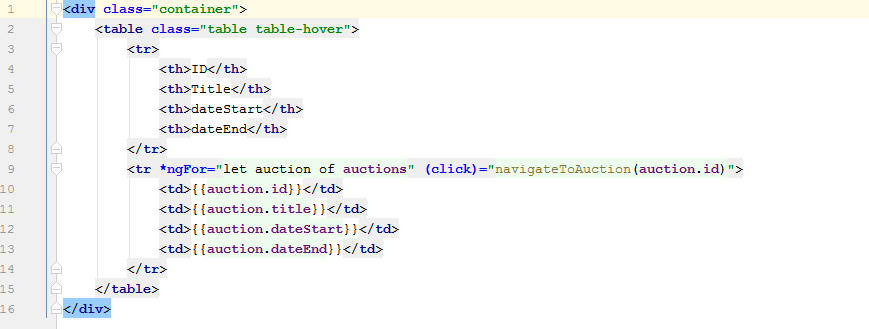 1 <div class="container">
2     <table class="table table-hover">
3         <tr>
4             <th>ID</th>
5             <th>Title</th>
6             <th>dateStart</th>
7             <th>dateEnd</th>
8         </tr>
9         <tr *ngFor="let auction of auctions" (click)="navigateToAuction(auction.id)">
10             <td>{{auction.id}}</td>
11             <td>{{auction.title}}</td>
12             <td>{{auction.dateStart}}</td>
13             <td>{{auction.dateEnd}}</td>
14         </tr>
15     </table>
16 </div>